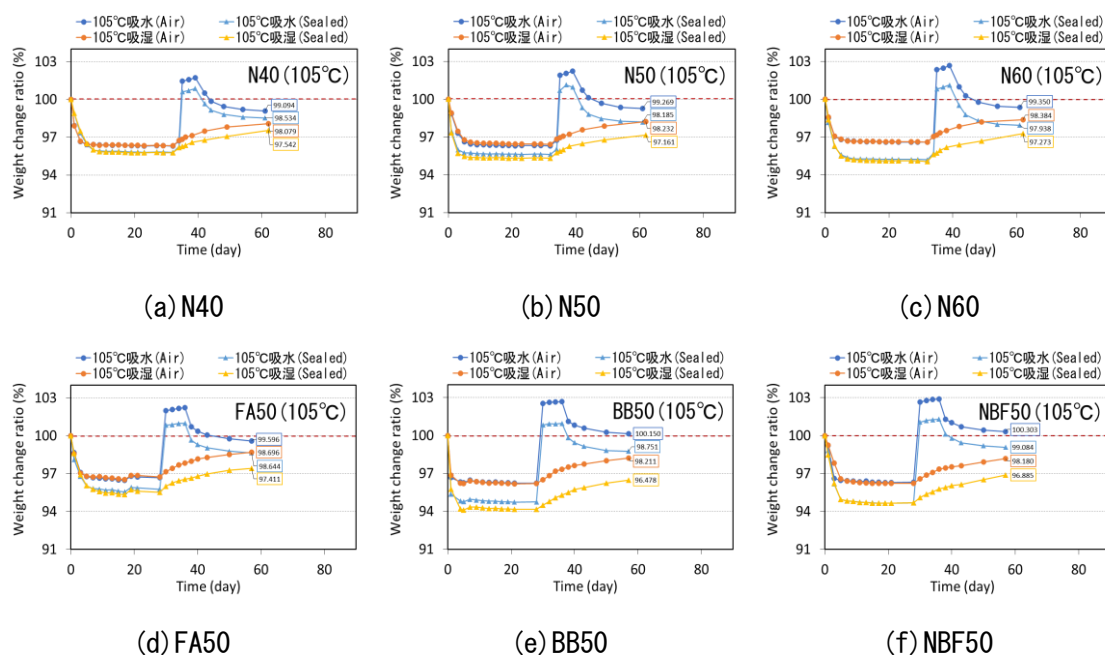 105℃吸水(Air) 105℃吸水(Sealed)
105℃吸湿(Air) 105℃吸湿(Sealed)
Weight change ratio (%)
103
100
97
94
91
N40(105℃)
99.094
98.534
98.079
97.542
0 20 40 60 80
Time (day)
(a)N40
105℃吸水(Air) 105℃吸水(Sealed)
105℃吸湿(Air) 105℃吸湿(Sealed)
Weight change ratio (%)
103
100
97
94
91
N50(105℃)
99.269
98.185
98.232
97.161
0 20 40 60 80
Time (day)
(b)N50
105℃吸水(Air) 105℃吸水(Sealed)
105℃吸湿(Air) 105℃吸湿(Sealed)
Weight change ratio (%)
103
100
97
94
91
N60(105℃)
99.350
98.384
97.938
97.273
0 20 40 60 80
Time (day)
(c)N60
105℃吸水(Air) 105℃吸水(Sealed)
105℃吸湿(Air) 105℃吸湿(Sealed)
Weight change ratio (%)
103
100
97
94
91
FA50(105℃)
99.596
98.696
98.644
97.411
0 20 40 60 80
Time (day)
(d)FA50
105℃吸水(Air) 105℃吸水(Sealed)
105℃吸湿(Air) 105℃吸湿(Sealed)
Weight change ratio (%)
103
100
97
94
91
BB50(105℃)
100.150
98.751
98.211
96.478
0 20 40 60 80
Time (day)
(e)BB50
105℃吸水(Air) 105℃吸水(Sealed)
105℃吸湿(Air) 105℃吸湿(Sealed)
Weight change ratio (%)
103
100
97
94
91
NBF50(105℃)
100.303
99.084
98.180
96.885
0 20 40 60 80
Time (day)
(f)NBF50